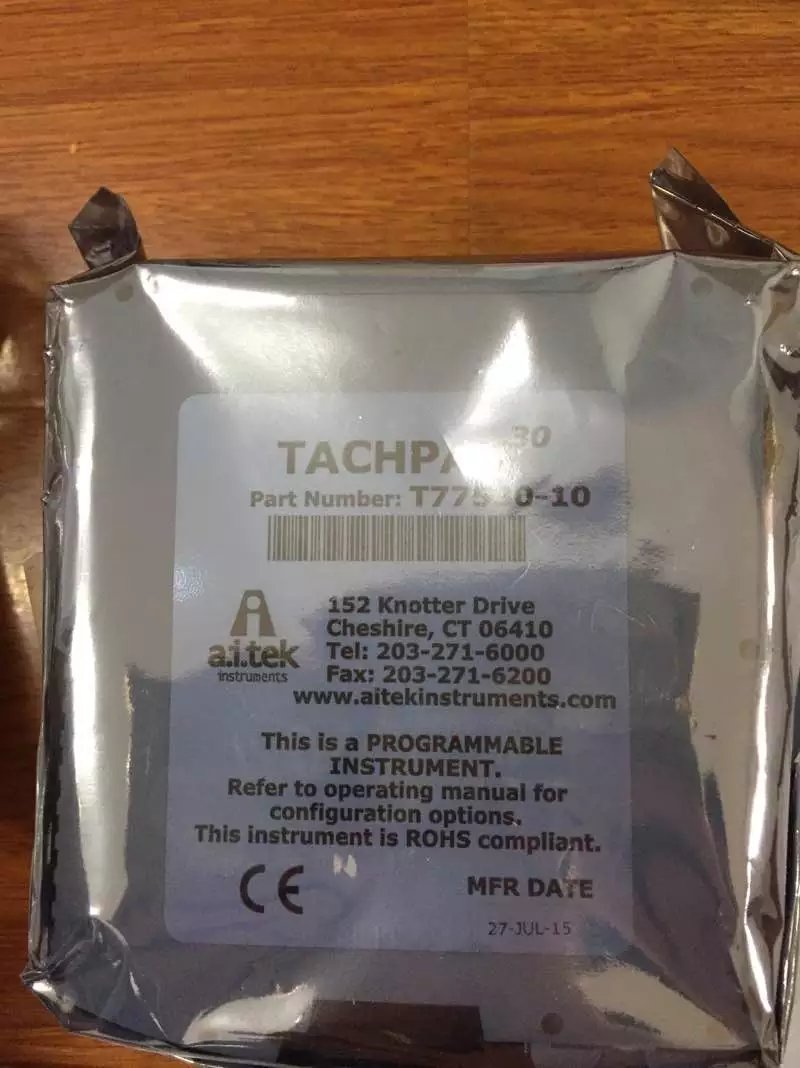 30
Part Number:
a.i.tek
instruments
152 Knotter Drive
Cheshire, CT 06410
Tel: 203-271-6000
Fax: 203-271-6200
www.aitekinstruments.com
This is a PROGRAMMABLE
INSTRUMENT.
Refer to operating manual for
configuration options.
This instrument is ROHS compliant.
CE
MFR DATE
27-JUL-15